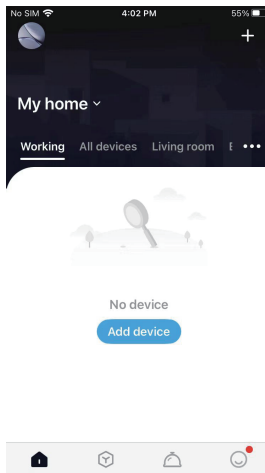 No SIM 4:02 PM 55%
My home
Working All devices Living room
No device
Add device